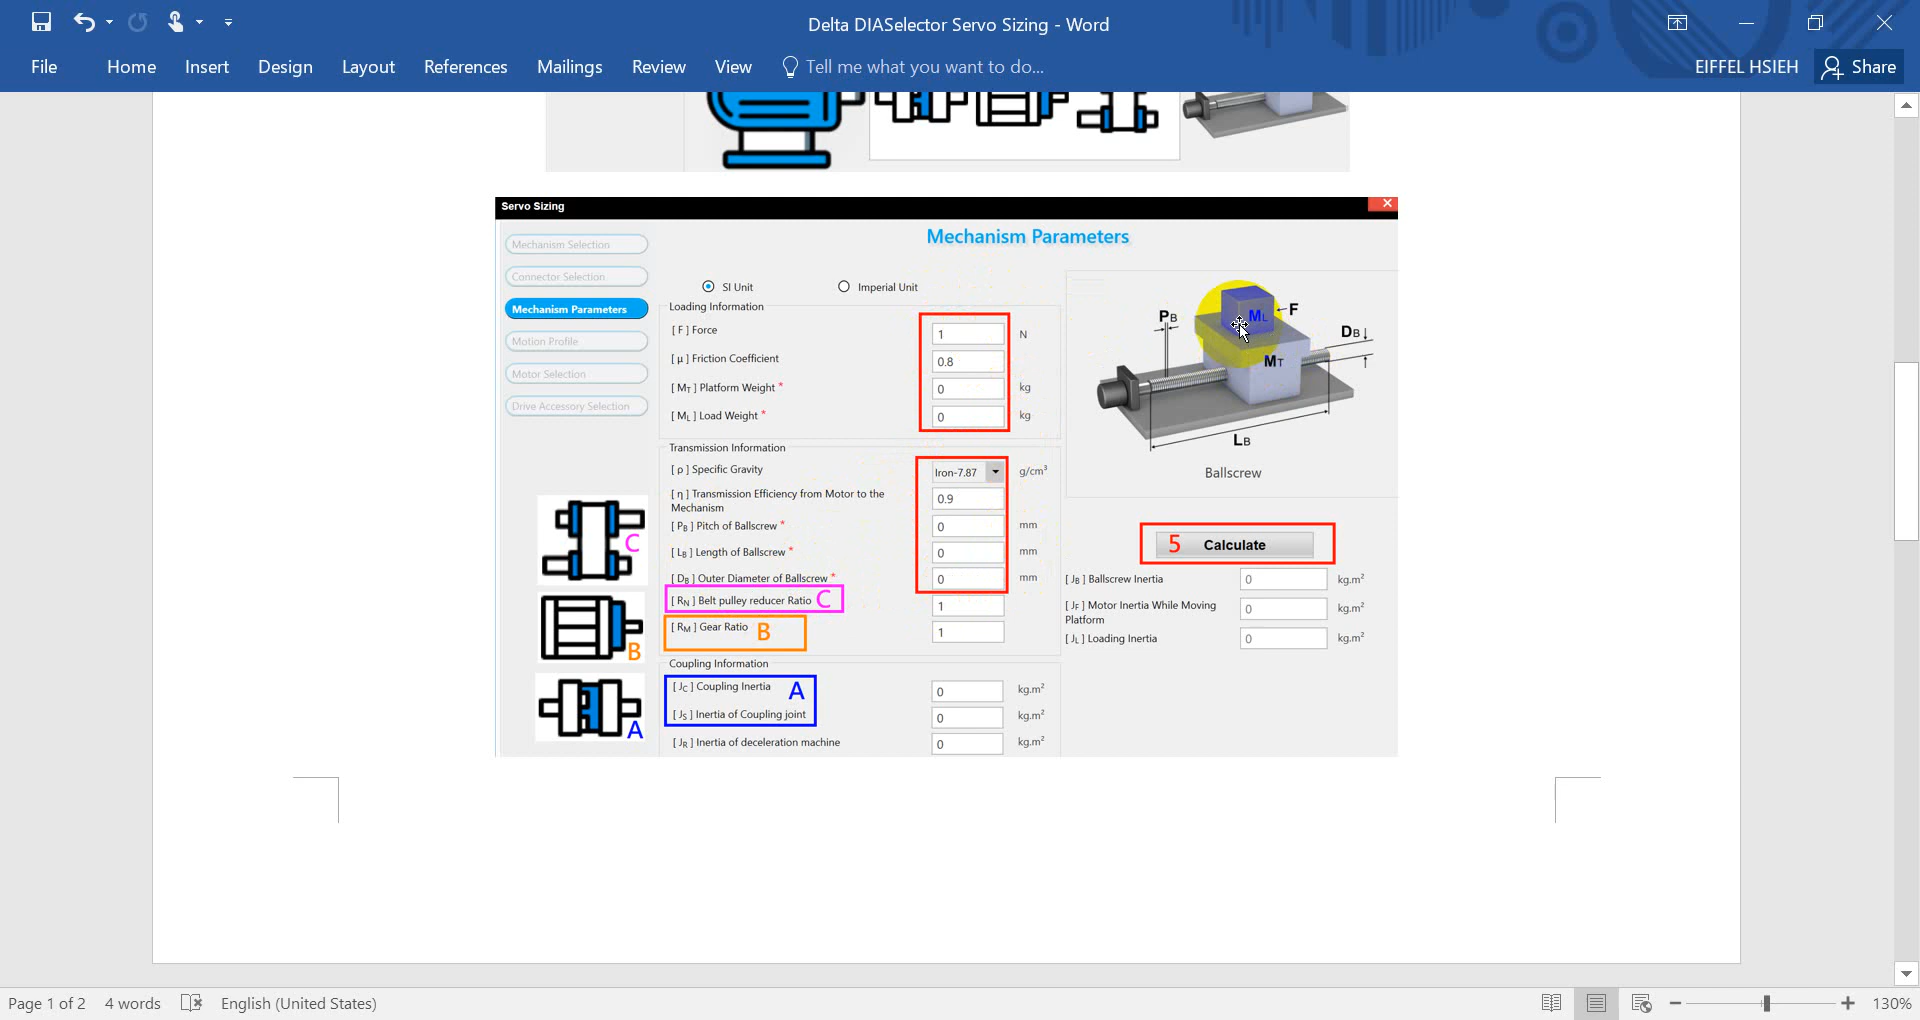 Delta DIASelector Servo Sizing - Word
File Home Insert Design Layout References Mailings Review View Tell me what you want to do... EIFFEL HSIEH Share
Servo Sizing
Mechanism Parameters
Mechanism Selection
Connector Selection
Mechanism Parameters
Motion Profile
Motor Selection
Drive Accessory Selection
SI Unit Imperial Unit
Loading Information
[ F ] Force 1 N
[ μ ] Friction Coefficient 0.8
[ MT ] Platform Weight * 0 kg
[ ML ] Load Weight * 0 kg
Transmission Information
[ ρ ] Specific Gravity Iron-7.87 g/cm³
[ η ] Transmission Efficiency from Motor to the
Mechanism 0.9
[ PB ] Pitch of Ballscrew * 0 mm
[ LB ] Length of Ballscrew * 0 mm
[ DB ] Outer Diameter of Ballscrew * 0 mm
[ RN ] Belt pulley reducer Ratio C 1
[ RM ] Gear Ratio B 1
Coupling Information
[ JC ] Coupling Inertia A 0 kg.m²
[ JS ] Inertia of Coupling joint 0 kg.m²
[ JR ] Inertia of deceleration machine 0 kg.m²
C
B
A
PB
ML
F
DB
MT
LB
Ballscrew
5 Calculate
[ JB ] Ballscrew Inertia 0 kg.m²
[ JF ] Motor Inertia While Moving
Platform 0 kg.m²
[ JL ] Loading Inertia 0 kg.m²
Page 1 of 2 4 words English (United States) 130%